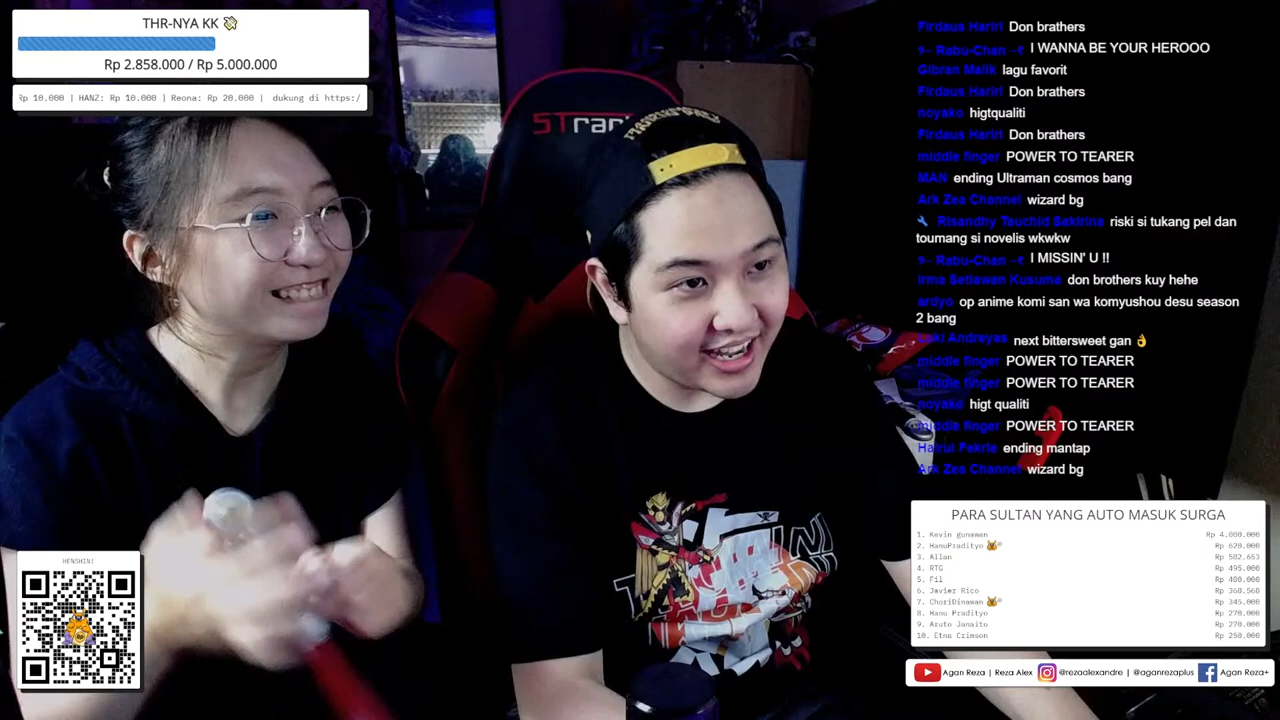 THR-NYA KK 💸
Rp 2.858.000 / Rp 5.000.000
Rp 10.000 | HANZ: Rp 10.000 | Reona: Rp 20.000 | dukung di https:/
STrac
HENSHIN!
Firdaus Hariri Don brathers
Rabu-Chan I WANNA BE YOUR HEROOO
Gibran Malik lagu favorit
Firdaus Hariri Don brathers
noyako higtqualiti
Firdaus Hariri Don brathers
middle finger POWER TO TEARER
MAN ending Ultraman cosmos bang
Ark Zea Channel wizard bg
Risandhy Tauchid Sakirina riski si tukang pel dan
toumang si novelis wkwkw
Rabu-Chan I MISSIN' U !!
Irma Setiawan Kusuma don brothers kuy hehe
ardyo op anime komi san wa komyushou desu season
2 bang
Andreyas next bittersweet gan 👌
middle finger POWER TO TEARER
middle finger POWER TO TEARER
noyako higt qualiti
middle finger POWER TO TEARER
Hairul Fekrie ending mantap
Ark Zea Channel wizard bg
PARA SULTAN YANG AUTO MASUK SURGA
1. Kevin gunawan Rp 4.000.000
2. HanuPradityo Rp 620.000
3. Allan Rp 582.653
4. RTG Rp 495.000
5. Fil Rp 400.000
6. Javier Rico Rp 368.568
7. ChoriDinawan Rp 345.000
8. Hanu Pradityo Rp 278.000
9. Aruto Janaito Rp 270.000
10. Etna Crimson Rp 250.000
Agan Reza | Reza Alex @rezaalexandre | @aganrezaplus Agan Reza+